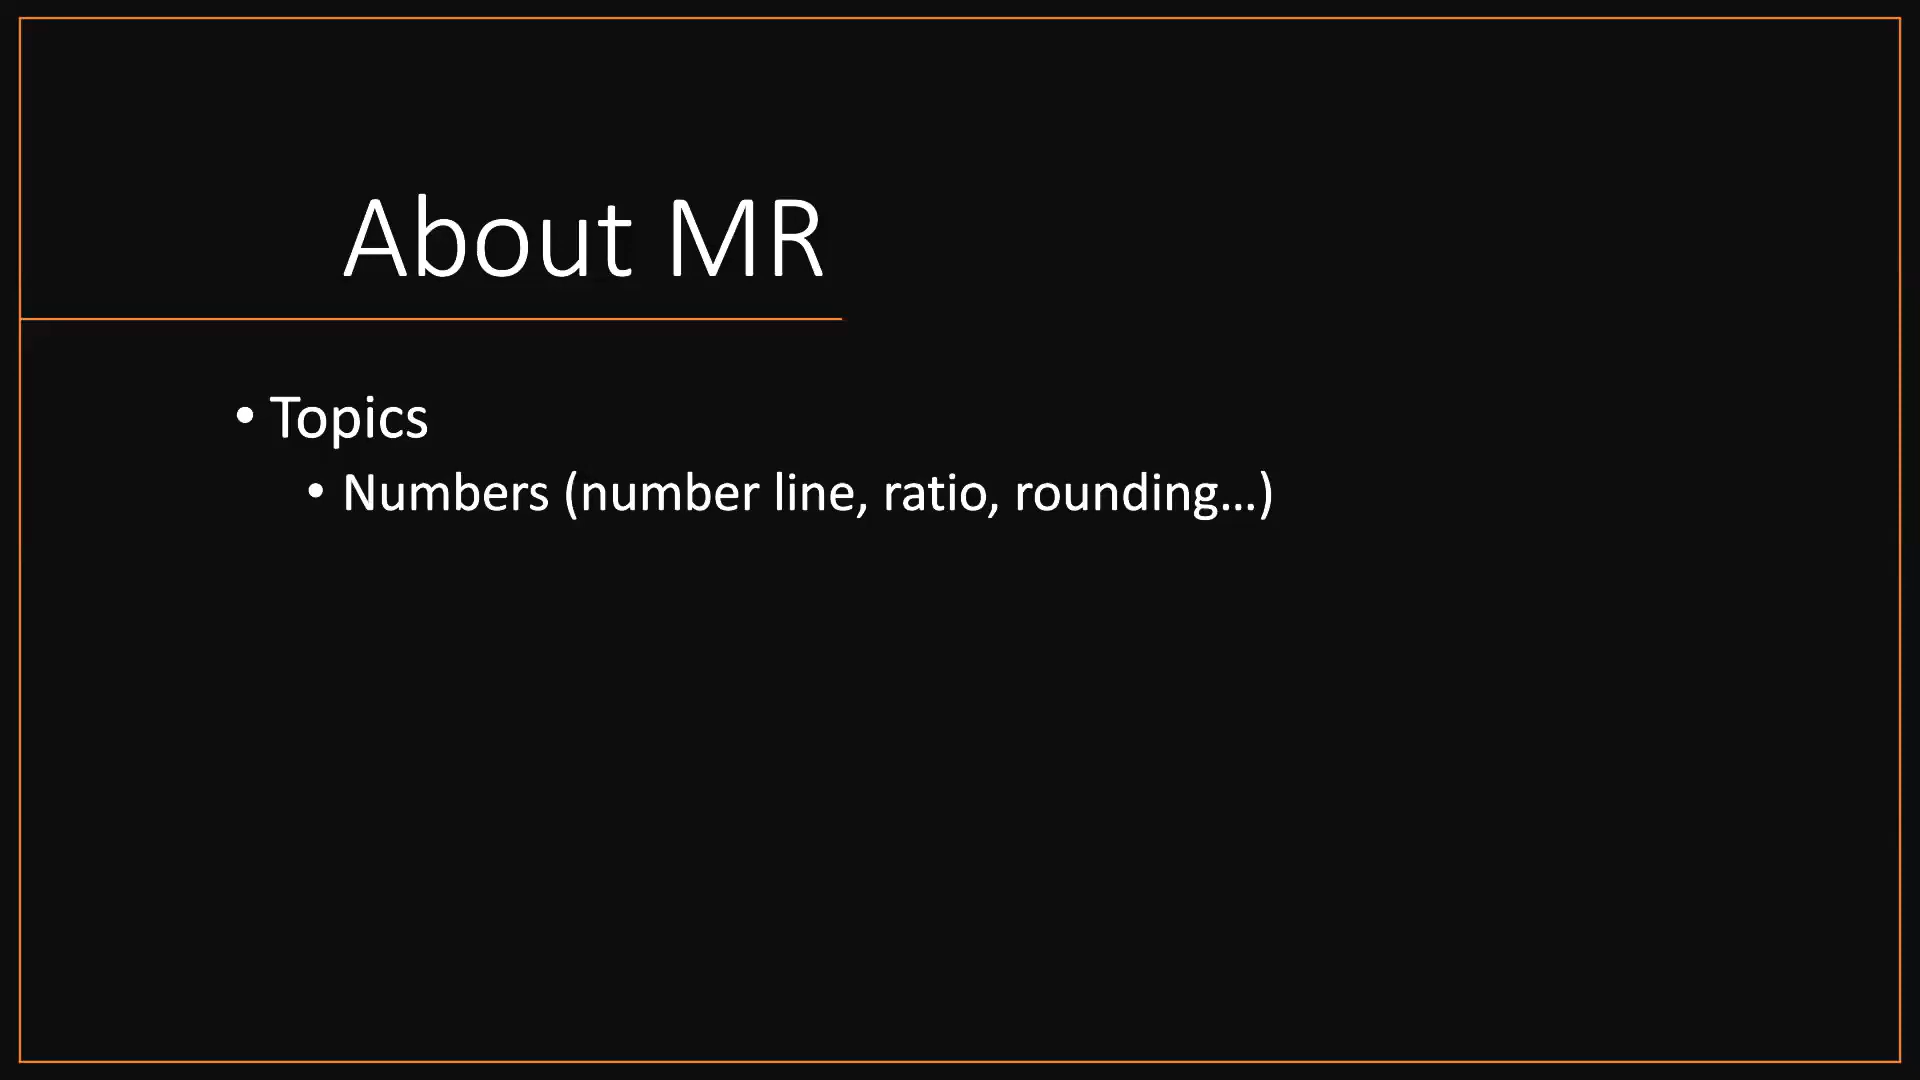 About MR
• Topics
• Numbers (number line, ratio, rounding...)